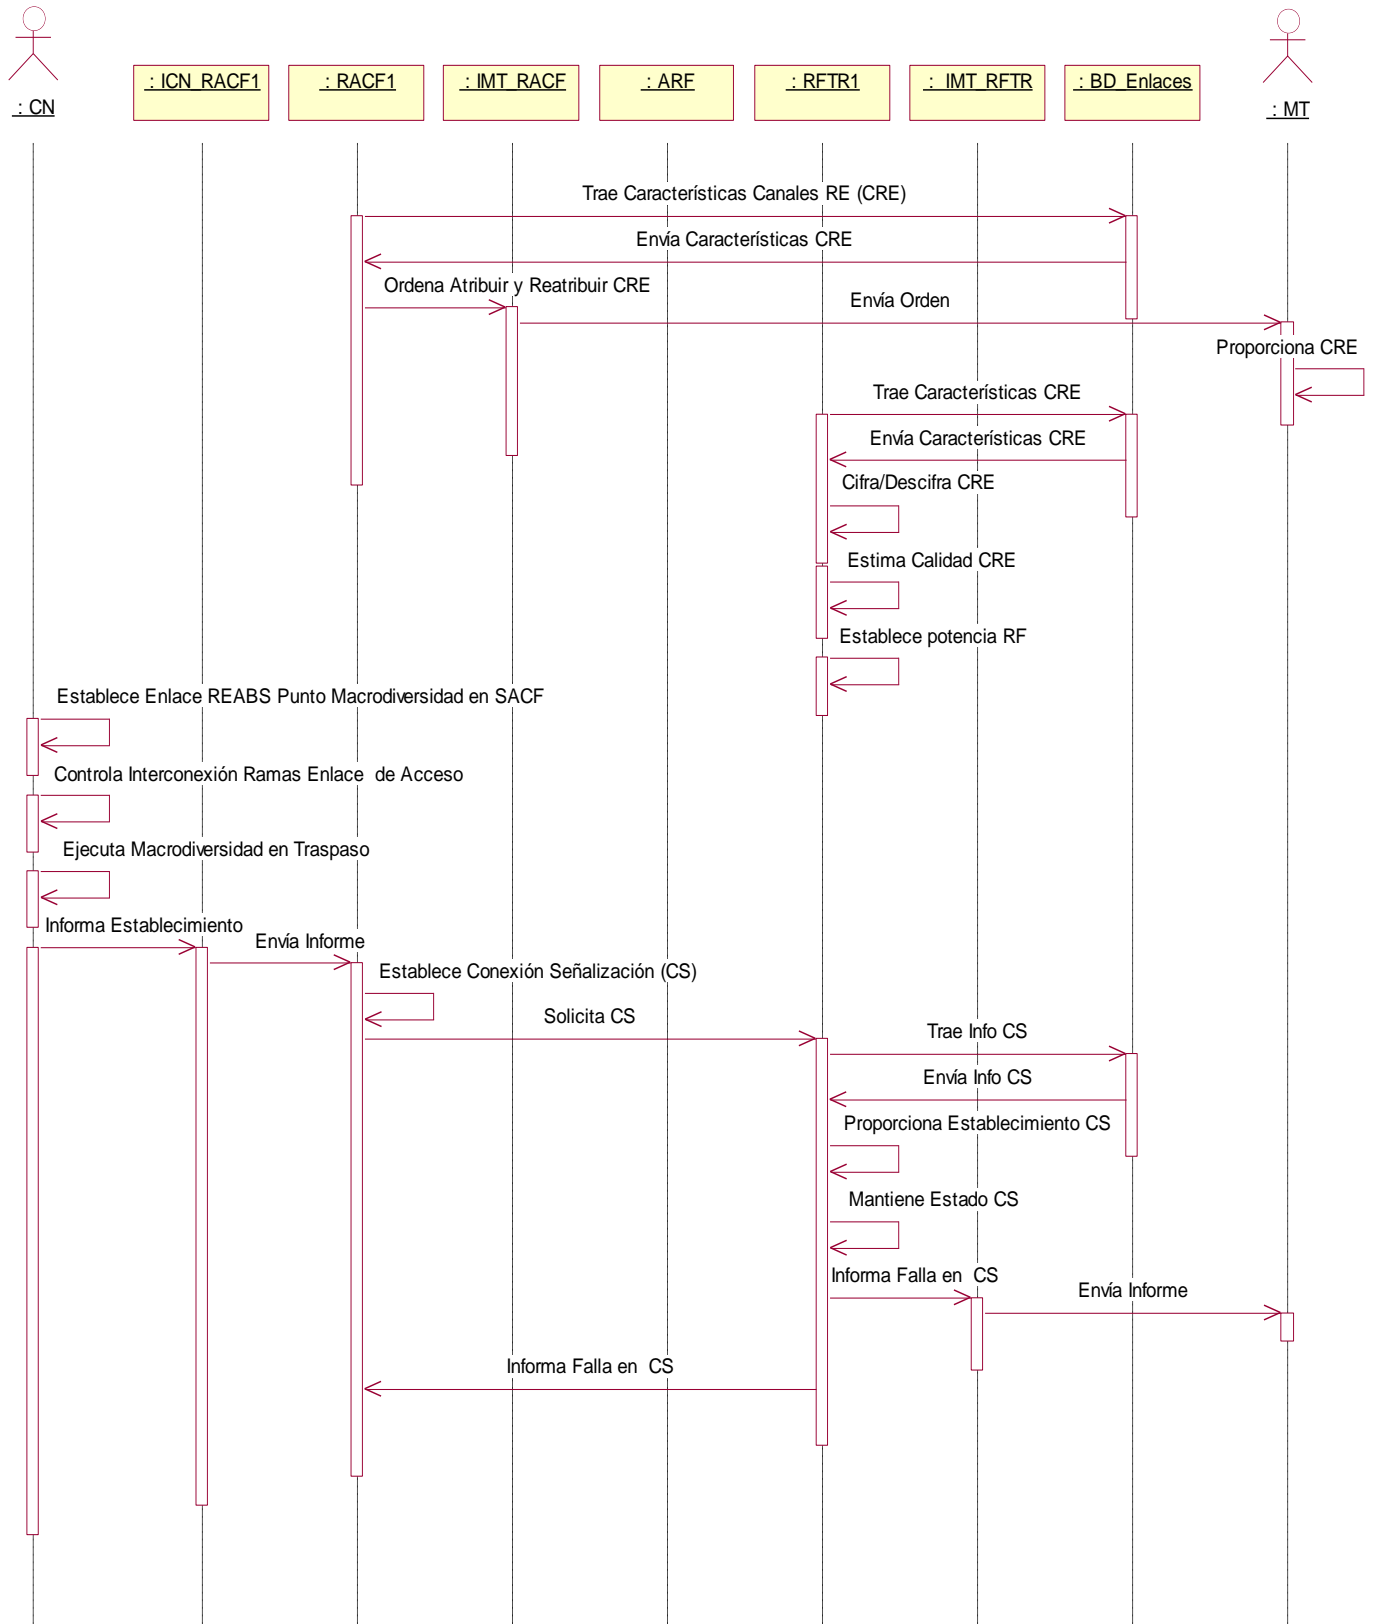 : CN
: ICN_RACF1
: RACF1
: IMT_RACF
: ARF
: RFTR1
: IMT_RFTR
: BD_Enlaces
: MT
Trae Características Canales RE (CRE)
Envía Características CRE
Ordena Atribuir y Reatribuir CRE
Envía Orden
Proporciona CRE
Trae Características CRE
Envía Características CRE
Cifra/Descifra CRE
Estima Calidad CRE
Establece potencia RF
Establece Enlace REABS Punto Macrodiversidad en SACF
Controla Interconexión Ramas Enlace de Acceso
Ejecuta Macrodiversidad en Traspaso
Informa Establecimiento
Envía Informe
Establece Conexión Señalización (CS)
Solicita CS
Trae Info CS
Envía Info CS
Proporciona Establecimiento CS
Mantiene Estado CS
Informa Falla en CS
Envía Informe
Informa Falla en CS